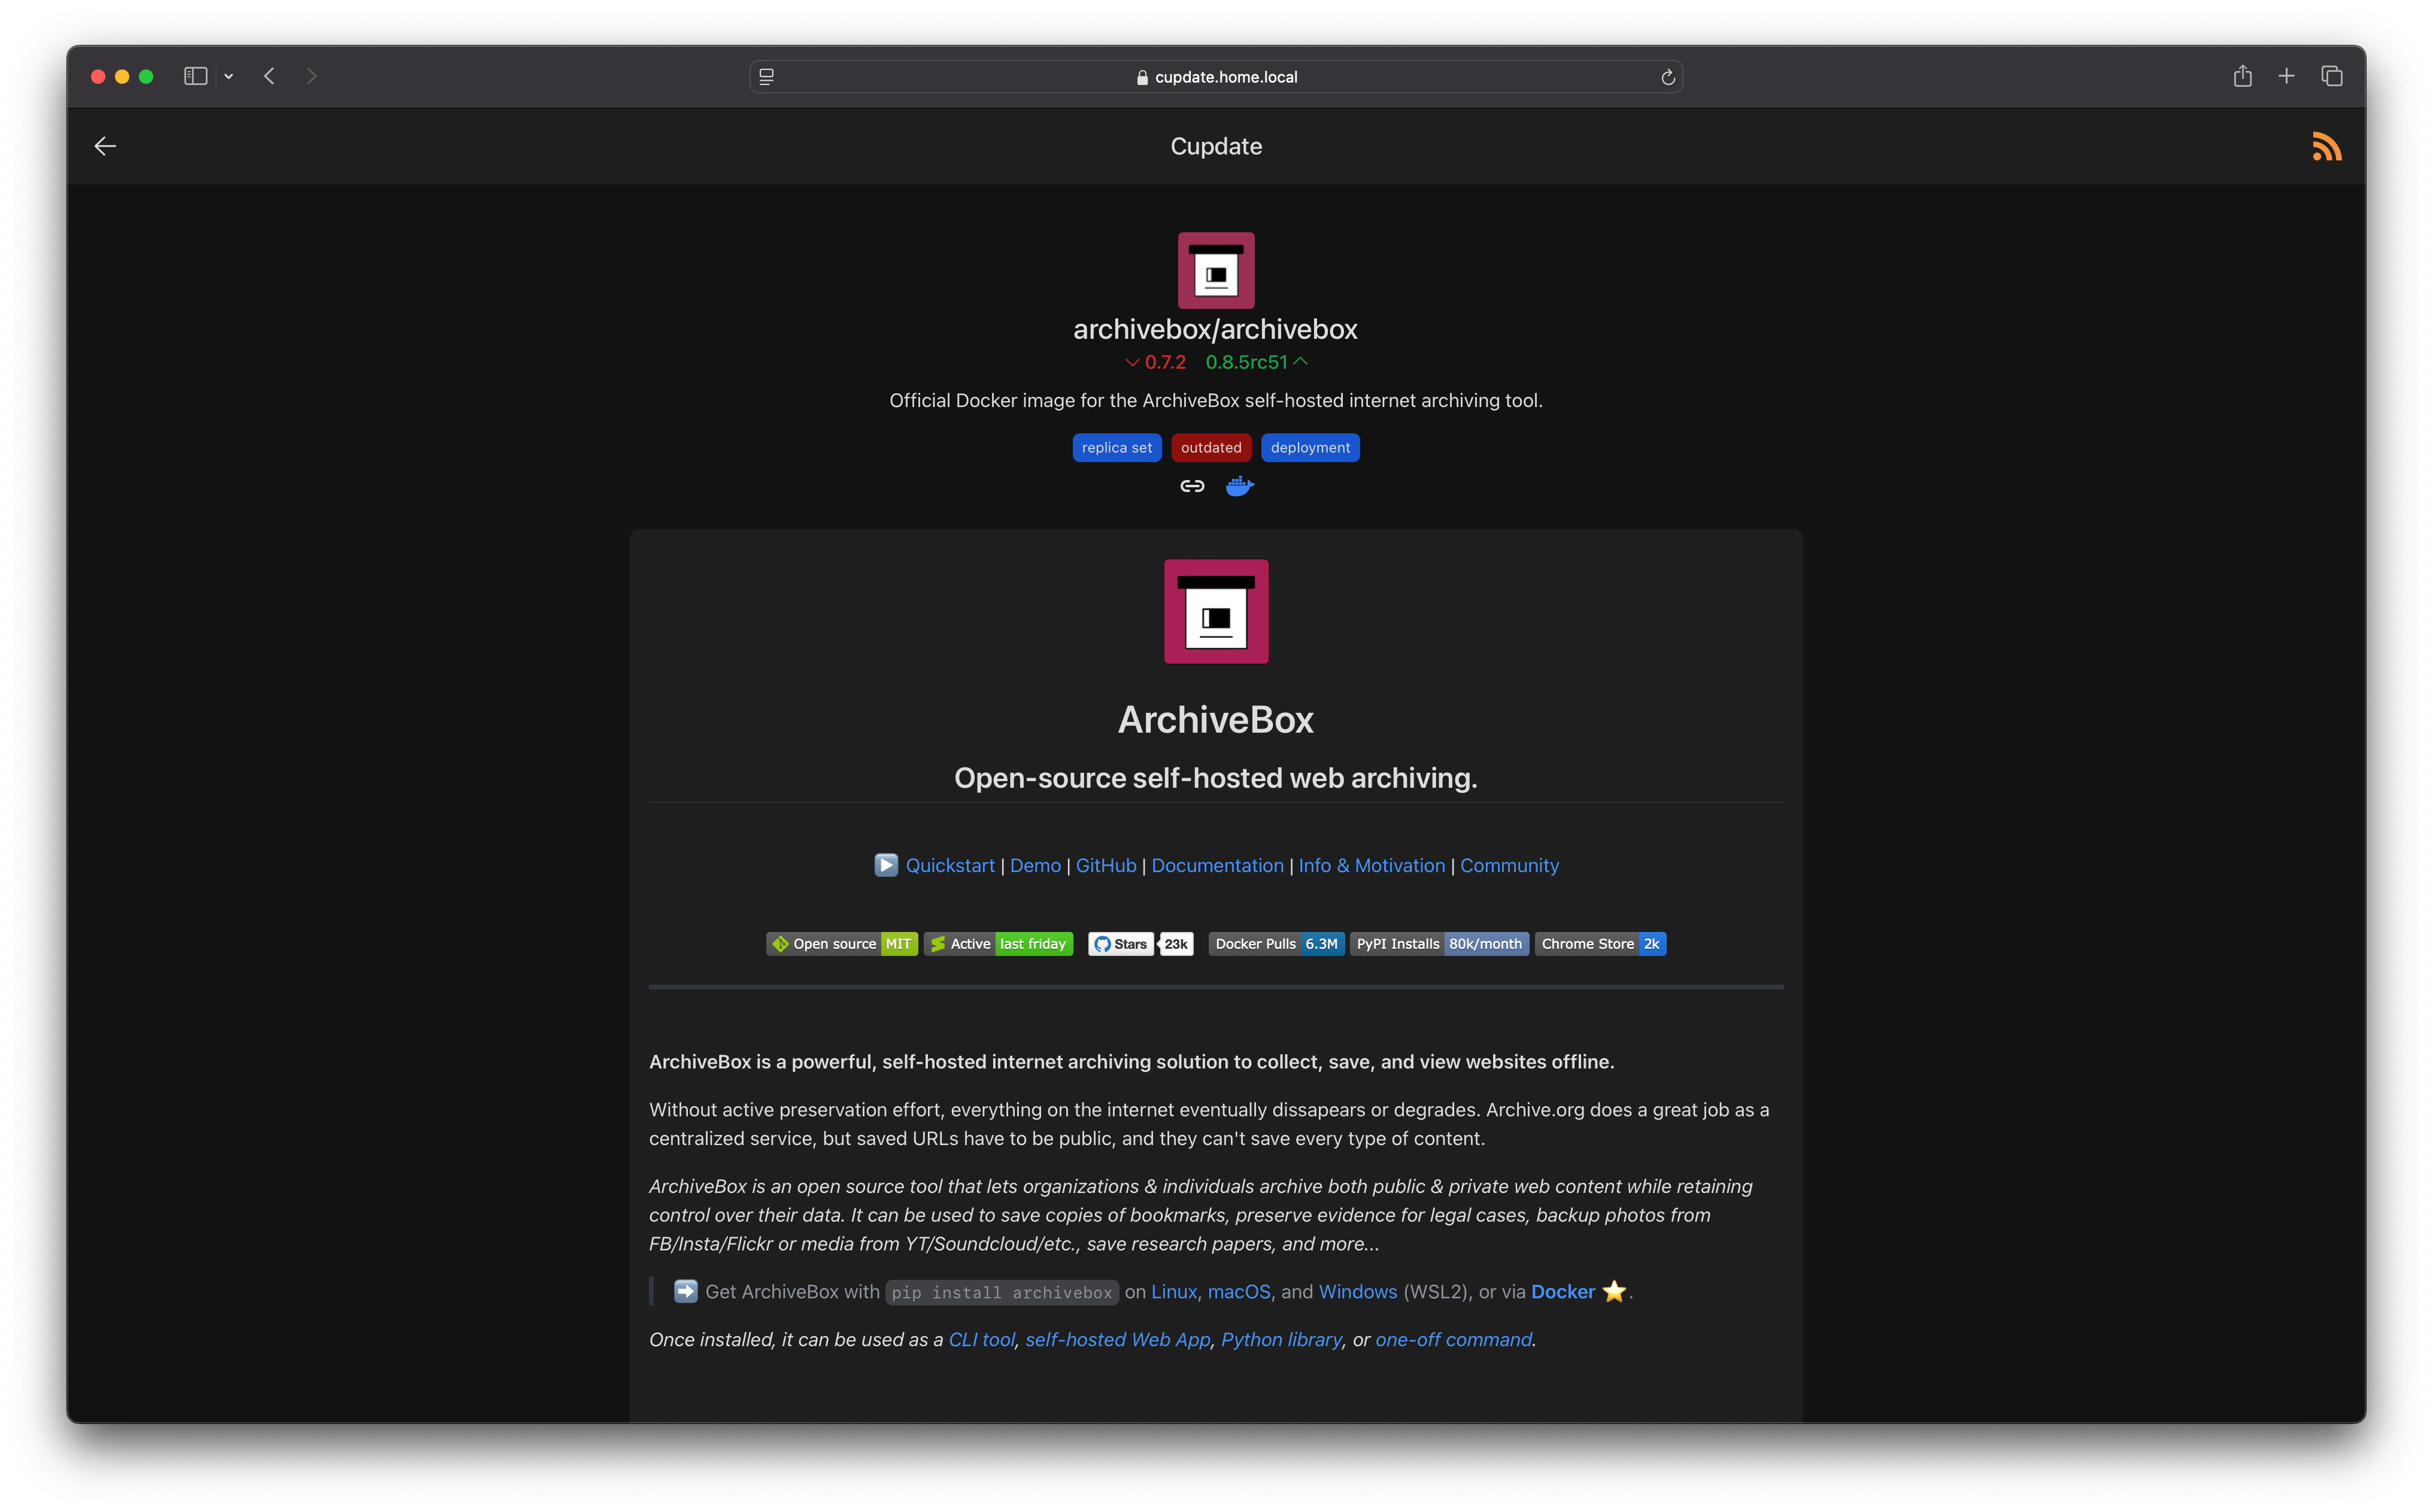 cupdate.home.local
Cupdate
archivebox/archivebox
0.7.2 0.8.5rc51
Official Docker image for the ArchiveBox self-hosted internet archiving tool.
replica set outdated deployment
ArchiveBox
Open-source self-hosted web archiving.
Quickstart | Demo | GitHub | Documentation | Info & Motivation | Community
Open source MIT Active last friday Stars 23k Docker Pulls 6.3M PyPI Installs 80k/month Chrome Store 2k
ArchiveBox is a powerful, self-hosted internet archiving solution to collect, save, and view websites offline.
Without active preservation effort, everything on the internet eventually dissapears or degrades. Archive.org does a great job as a
centralized service, but saved URLs have to be public, and they can't save every type of content.
ArchiveBox is an open source tool that lets organizations & individuals archive both public & private web content while retaining
control over their data. It can be used to save copies of bookmarks, preserve evidence for legal cases, backup photos from
FB/Insta/Flickr or media from YT/Soundcloud/etc., save research papers, and more...
➡️ Get ArchiveBox with pip install archivebox on Linux, macOS, and Windows (WSL2), or via Docker ⭐.
Once installed, it can be used as a CLI tool, self-hosted Web App, Python library, or one-off command.